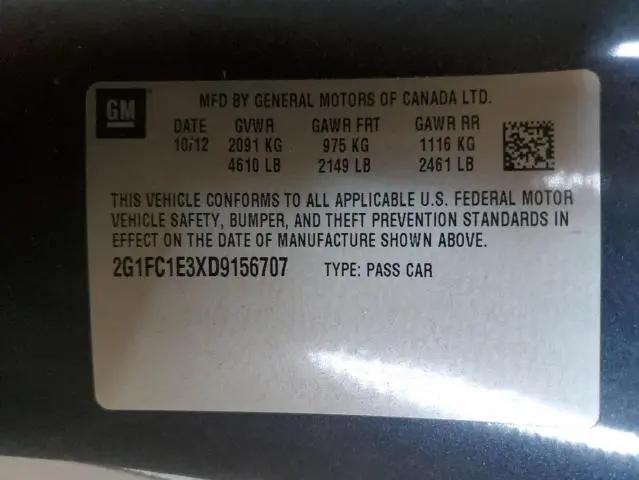 GM
MFD BY GENERAL MOTORS OF CANADA LTD.
DATE GVWR GAWR FRT GAWR RR
10/12 2091 KG 975 KG 1116 KG
4610 LB 2149 LB 2461 LB
THIS VEHICLE CONFORMS TO ALL APPLICABLE U.S. FEDERAL MOTOR
VEHICLE SAFETY, BUMPER, AND THEFT PREVENTION STANDARDS IN
EFFECT ON THE DATE OF MANUFACTURE SHOWN ABOVE.
2G1FC1E3XD9156707 TYPE: PASS CAR